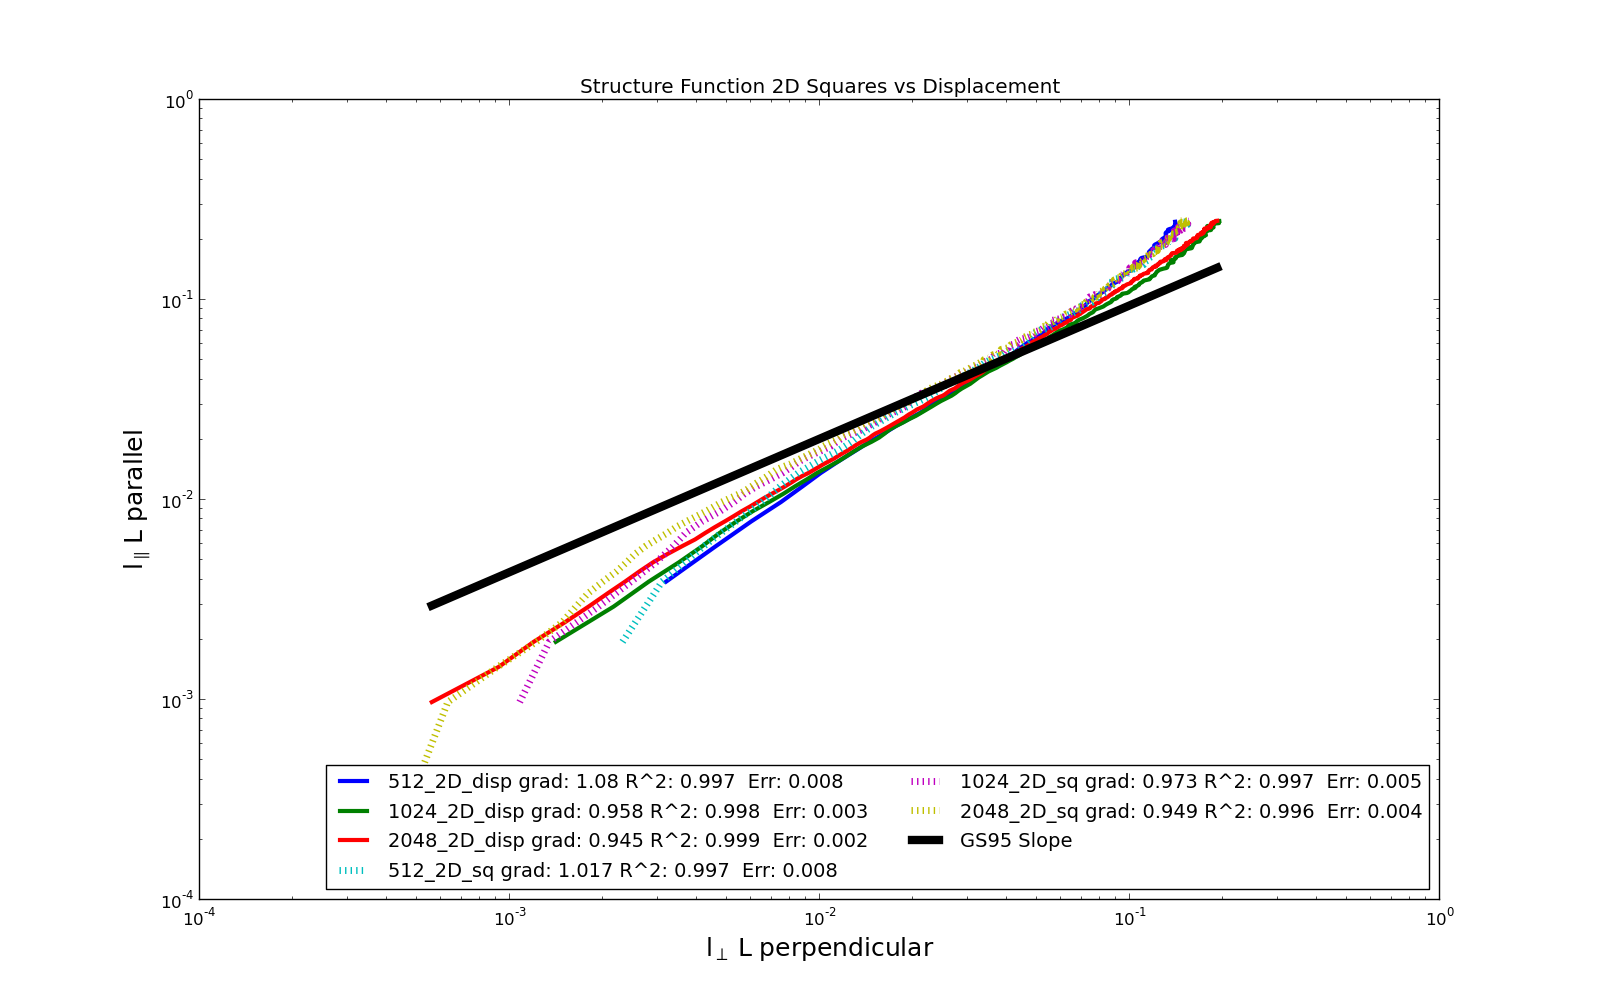 Structure Function 2D Squares vs Displacement
10^0
10^-1
10^-2
10^-3
10^-4
l∥ L parallel
512_2D_disp grad: 1.08 R^2: 0.997  Err: 0.008
1024_2D_disp grad: 0.958 R^2: 0.998  Err: 0.003
2048_2D_disp grad: 0.945 R^2: 0.999  Err: 0.002
512_2D_sq grad: 1.017 R^2: 0.997  Err: 0.008
1024_2D_sq grad: 0.973 R^2: 0.997  Err: 0.005
2048_2D_sq grad: 0.949 R^2: 0.996  Err: 0.004
GS95 Slope
10^-4 10^-3 10^-2 10^-1 10^0
l⊥ L perpendicular